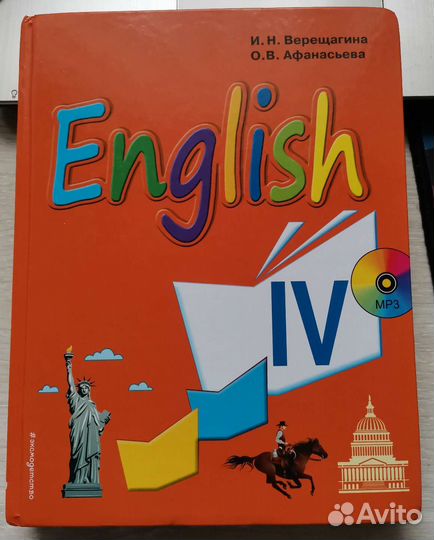 И. Н. Верещагина
О. В. Афанасьева
English
IV
MP3
#эксмодетство
Avito